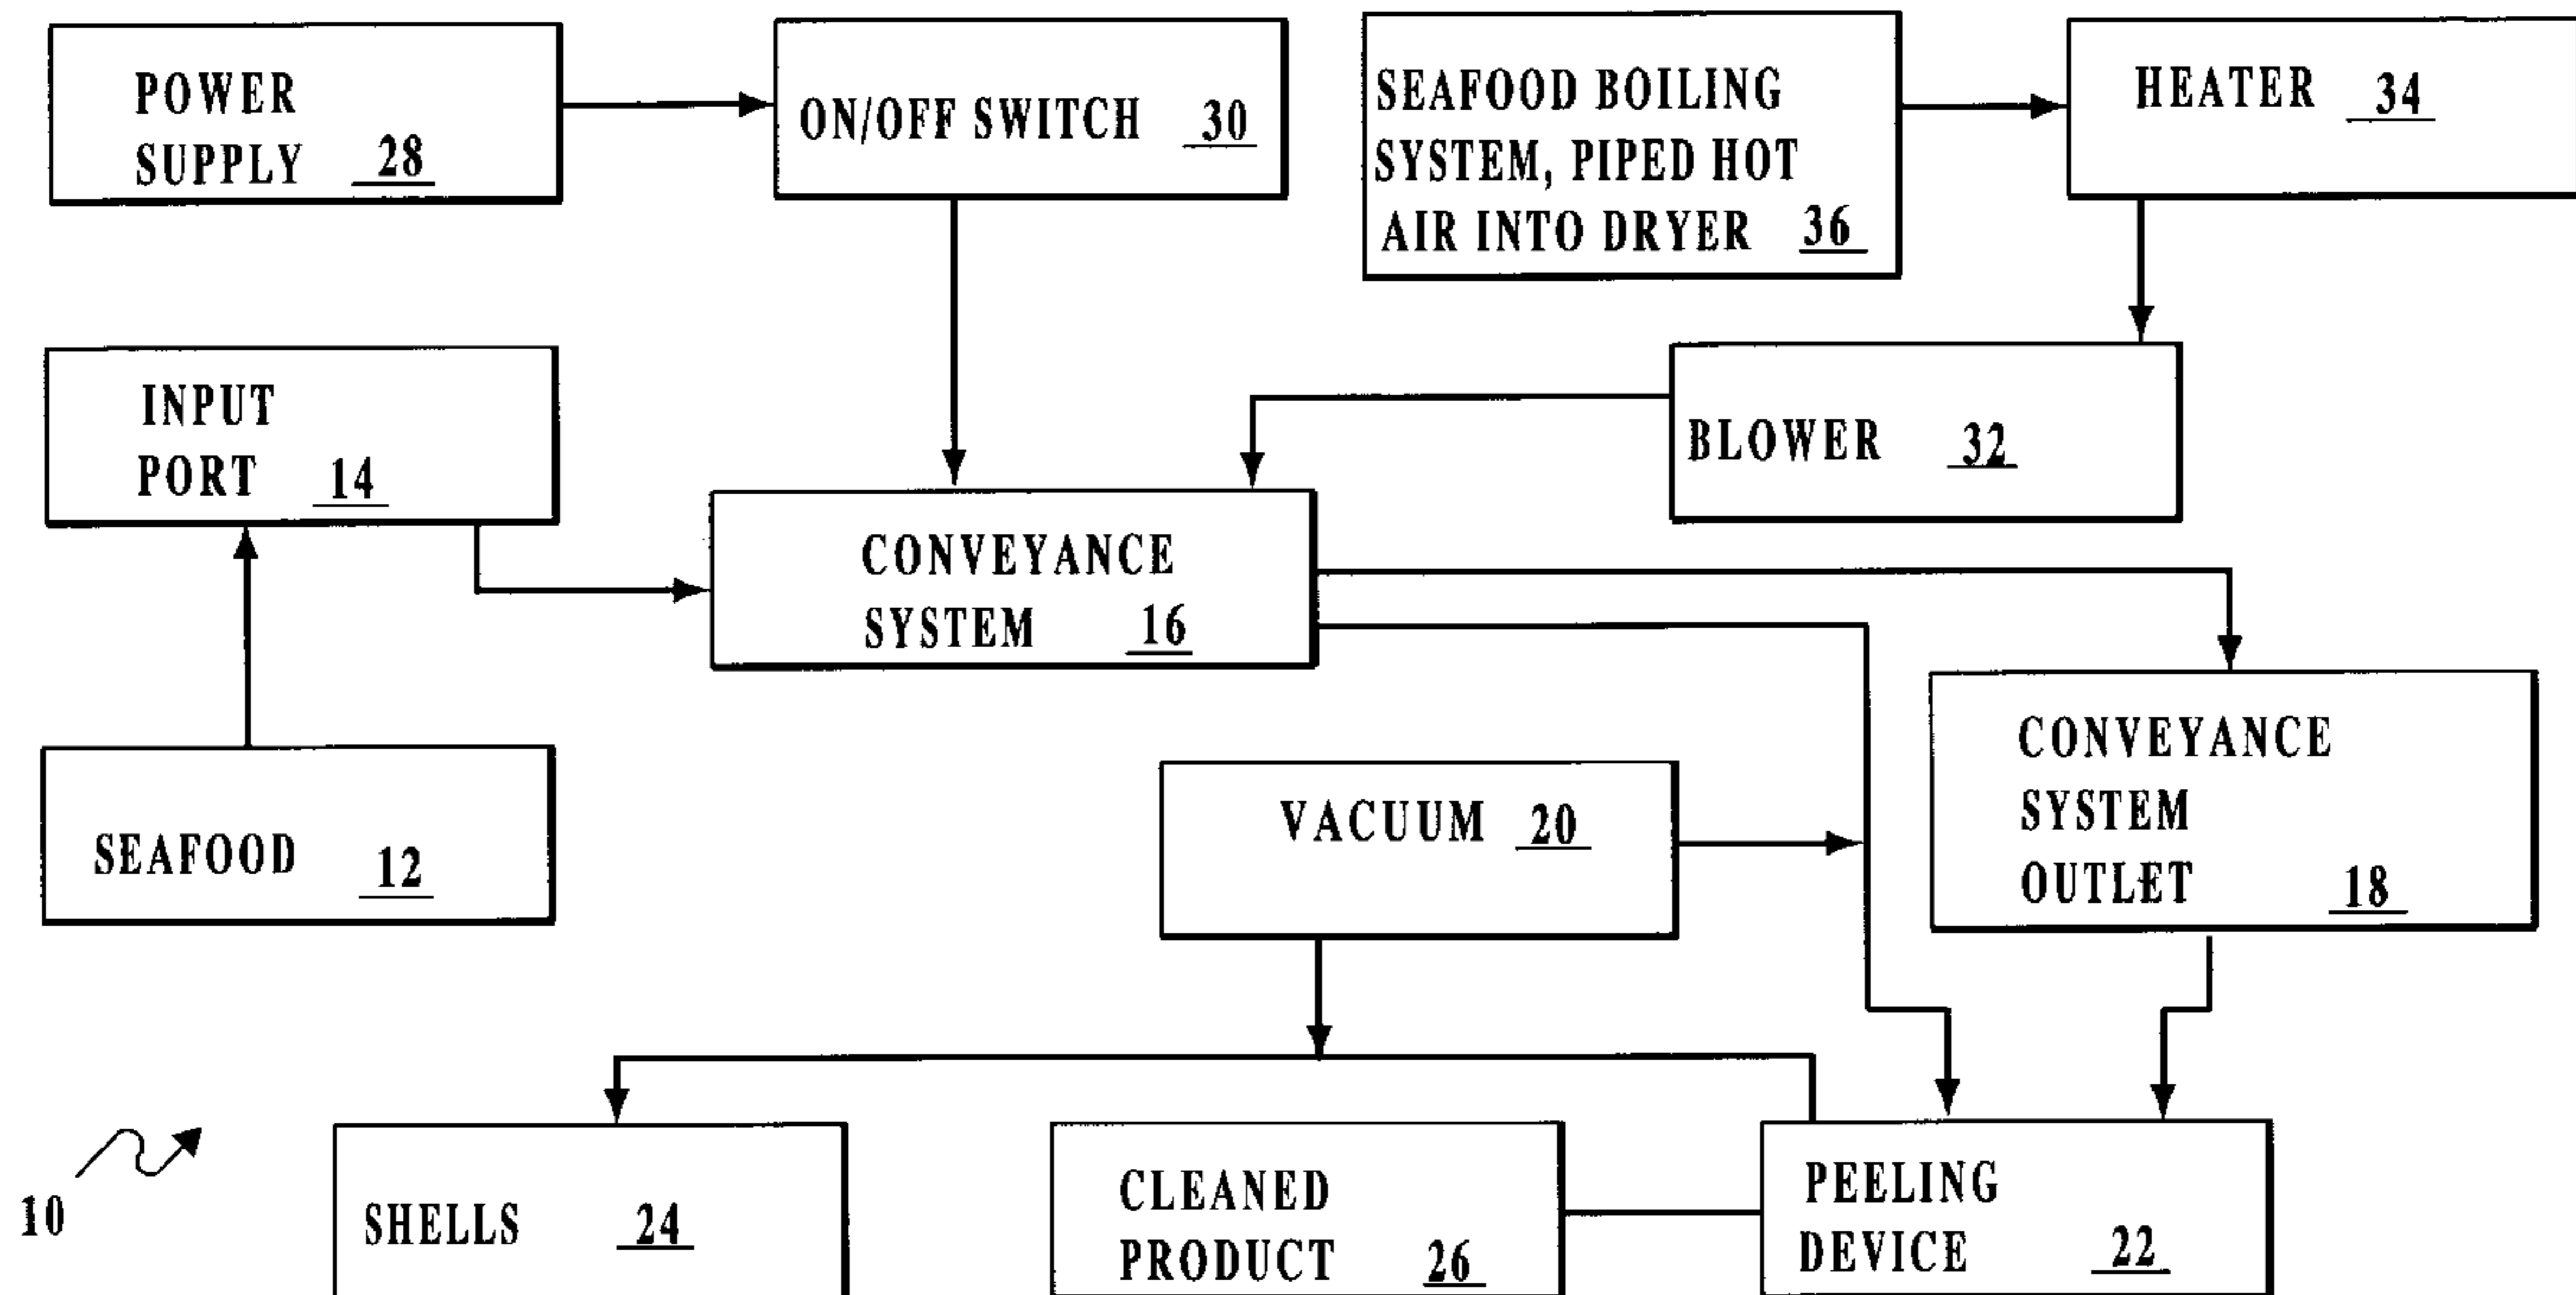 POWER
SUPPLY 28
ON/OFF SWITCH 30
SEAFOOD BOILING
SYSTEM, PIPED HOT
AIR INTO DRYER 36
HEATER 34
INPUT
PORT 14
BLOWER 32
CONVEYANCE
SYSTEM 16
SEAFOOD 12
VACUUM 20
CONVEYANCE
SYSTEM
OUTLET 18
10
SHELLS 24
CLEANED
PRODUCT 26
PEELING
DEVICE 22